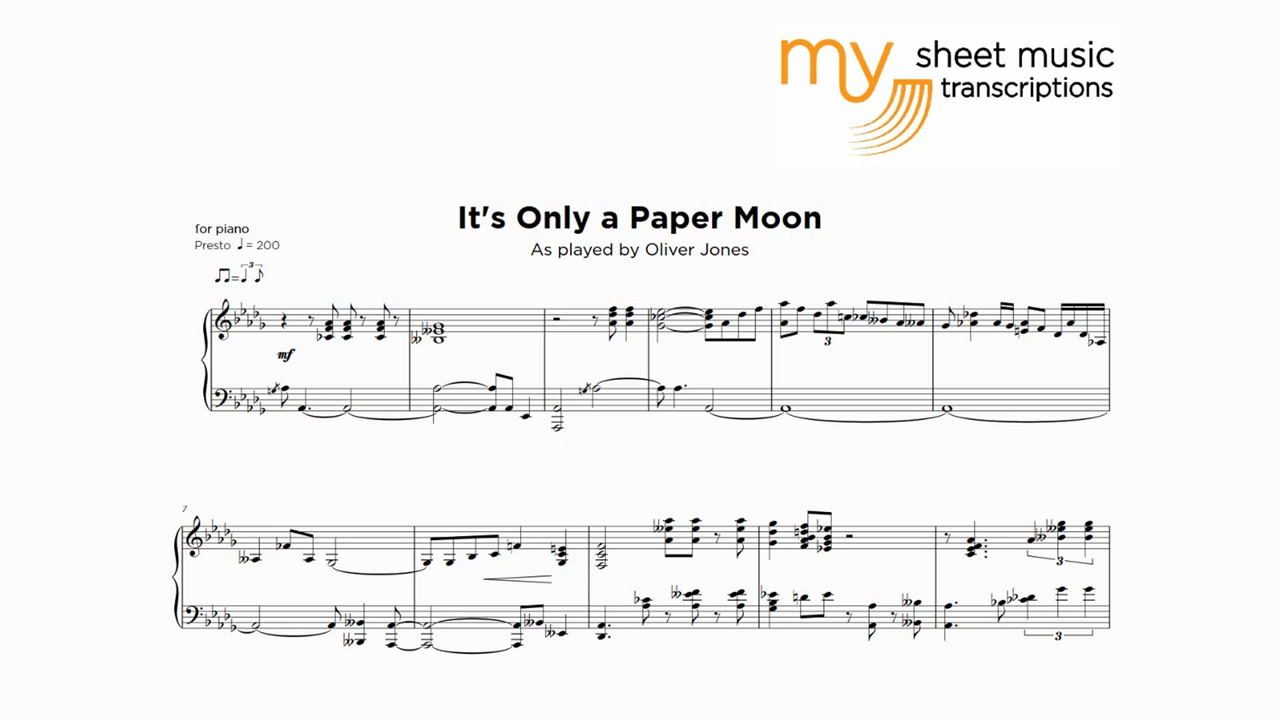 my sheet music
transcriptions
It's Only a Paper Moon
As played by Oliver Jones
for piano
Presto ♩= 200
3
mf
3
7
3
3